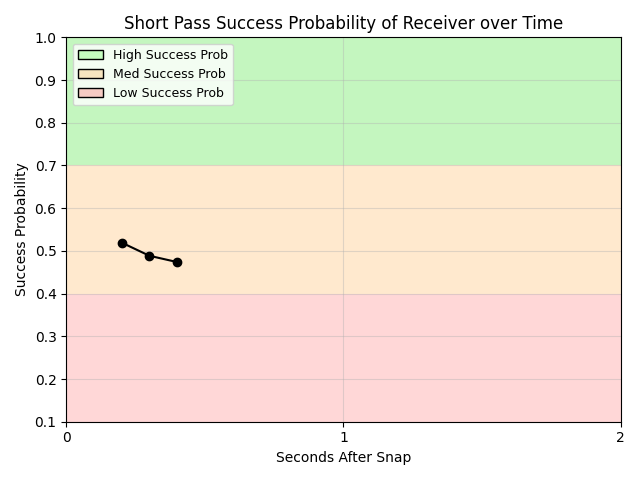 Short Pass Success Probability of Receiver over Time
High Success Prob
Med Success Prob
Low Success Prob
Success Probability
1.0
0.9
0.8
0.7
0.6
0.5
0.4
0.3
0.2
0.1
0
1
2
Seconds After Snap